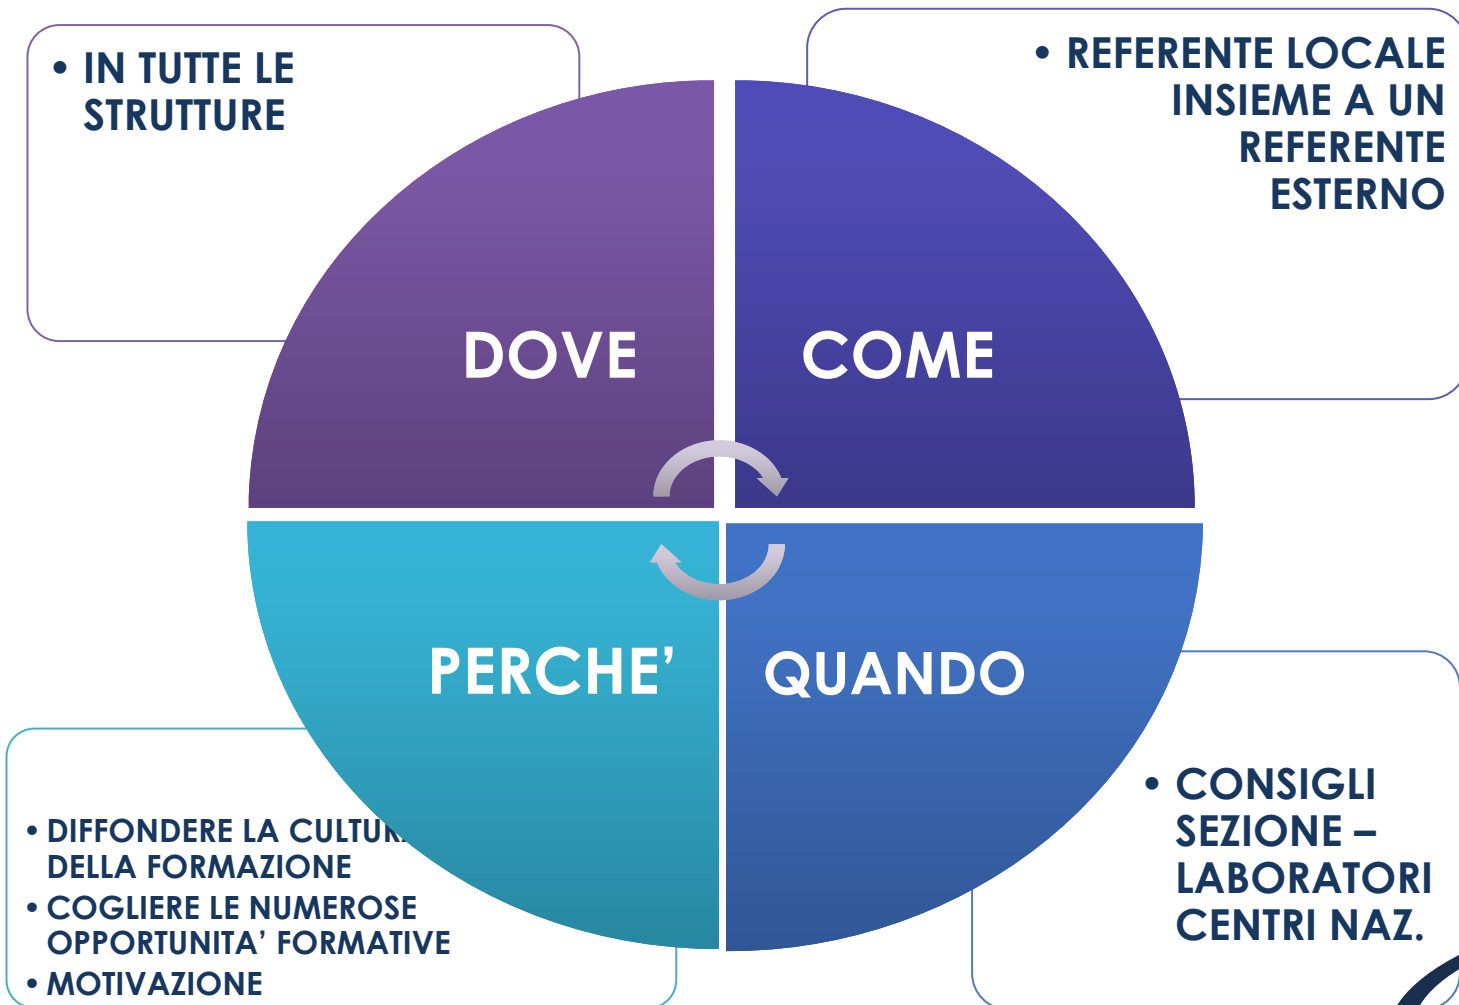 • IN TUTTE LE
STRUTTURE
• REFERENTE LOCALE
INSIEME A UN
REFERENTE
ESTERNO
DOVE
COME
PERCHE’
QUANDO
• DIFFONDERE LA CULTURA
DELLA FORMAZIONE
• COGLIERE LE NUMEROSE
OPPORTUNITA’ FORMATIVE
• MOTIVAZIONE
• CONSIGLI
SEZIONE –
LABORATORI
CENTRI NAZ.